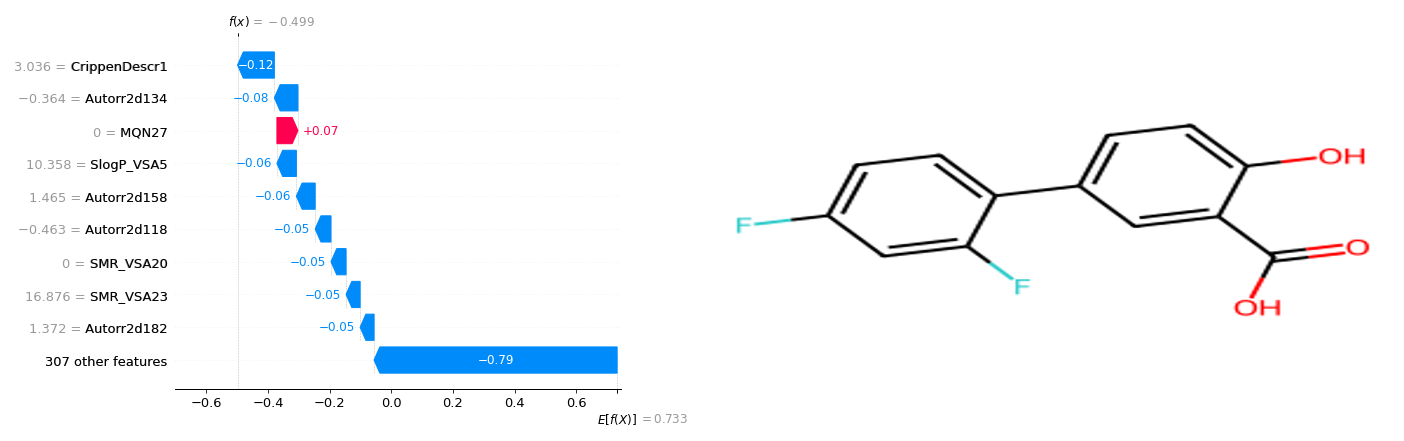 f(x) = −0.499
3.036 = CrippenDescr1
−0.12
−0.364 = Autorr2d134
−0.08
0 = MQN27
+0.07
10.358 = SlogP_VSA5
−0.06
1.465 = Autorr2d158
−0.06
−0.463 = Autorr2d118
−0.05
0 = SMR_VSA20
−0.05
16.876 = SMR_VSA23
−0.05
1.372 = Autorr2d182
−0.05
307 other features
−0.79
−0.6 −0.4 −0.2 0.0 0.2 0.4 0.6
E[f(X)] = 0.733
OH
F
O
F
OH